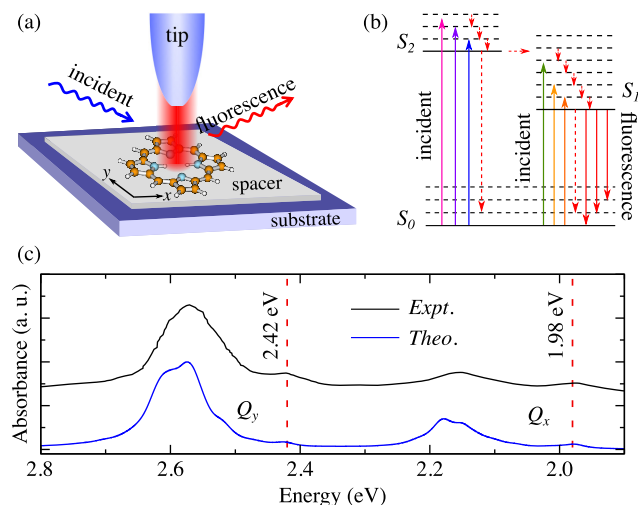 (a)
tip
incident
fluorescence
y
x
spacer
substrate
(b)
S2
S1
incident
incident
fluorescence
S0
(c)
Absorbance (a. u.)
Expt.
Theo.
2.42 eV
1.98 eV
Qy
Qx
2.8 2.6 2.4 2.2 2.0
Energy (eV)